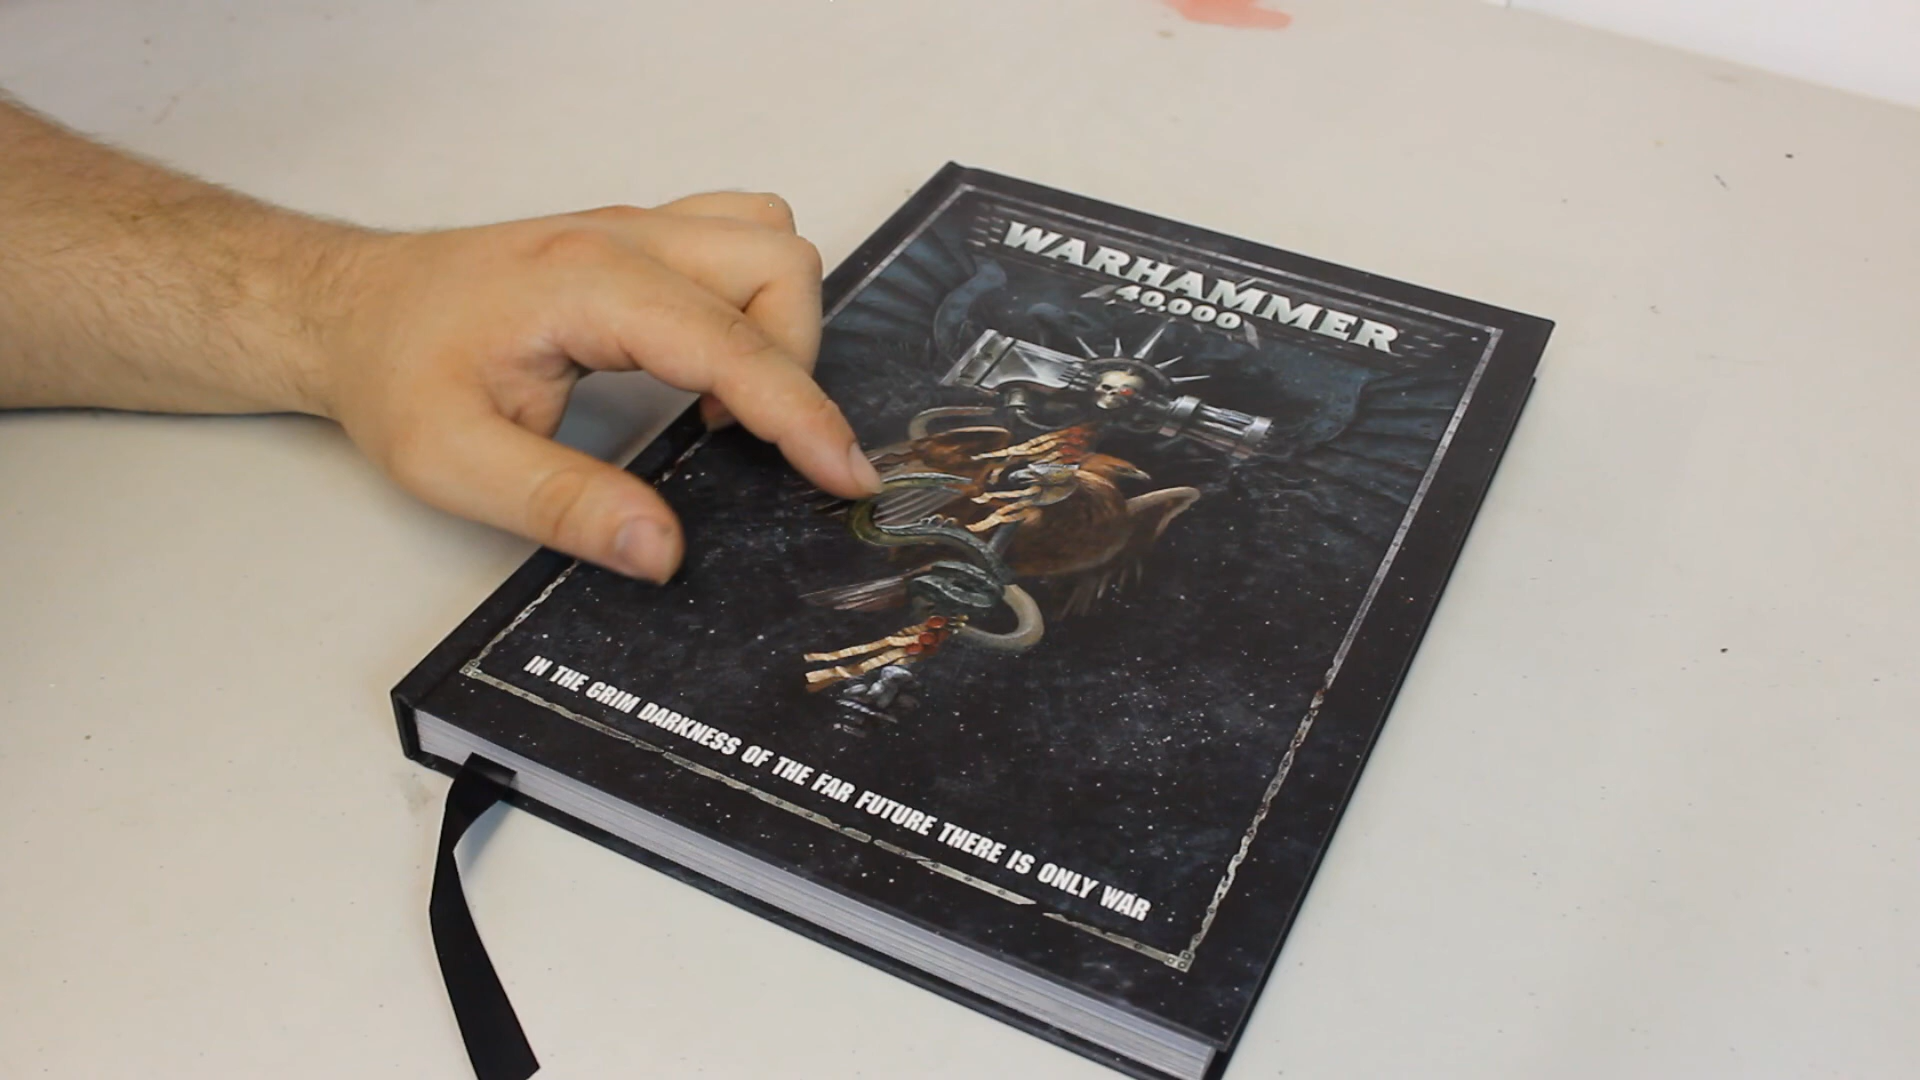 WARHAMMER
40,000
IN THE GRIM DARKNESS OF THE FAR FUTURE THERE IS ONLY WAR